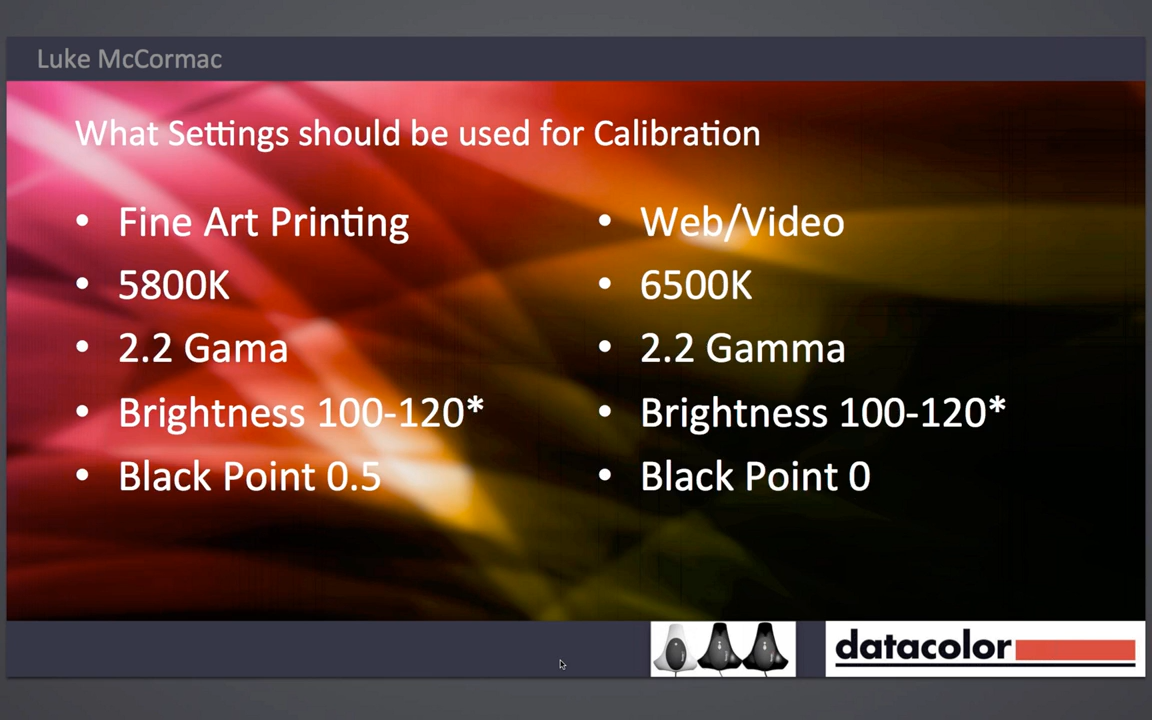 Luke McCormac
What Settings should be used for Calibration
• Fine Art Printing
• 5800K
• 2.2 Gama
• Brightness 100-120*
• Black Point 0.5
• Web/Video
• 6500K
• 2.2 Gamma
• Brightness 100-120*
• Black Point 0
datacolor